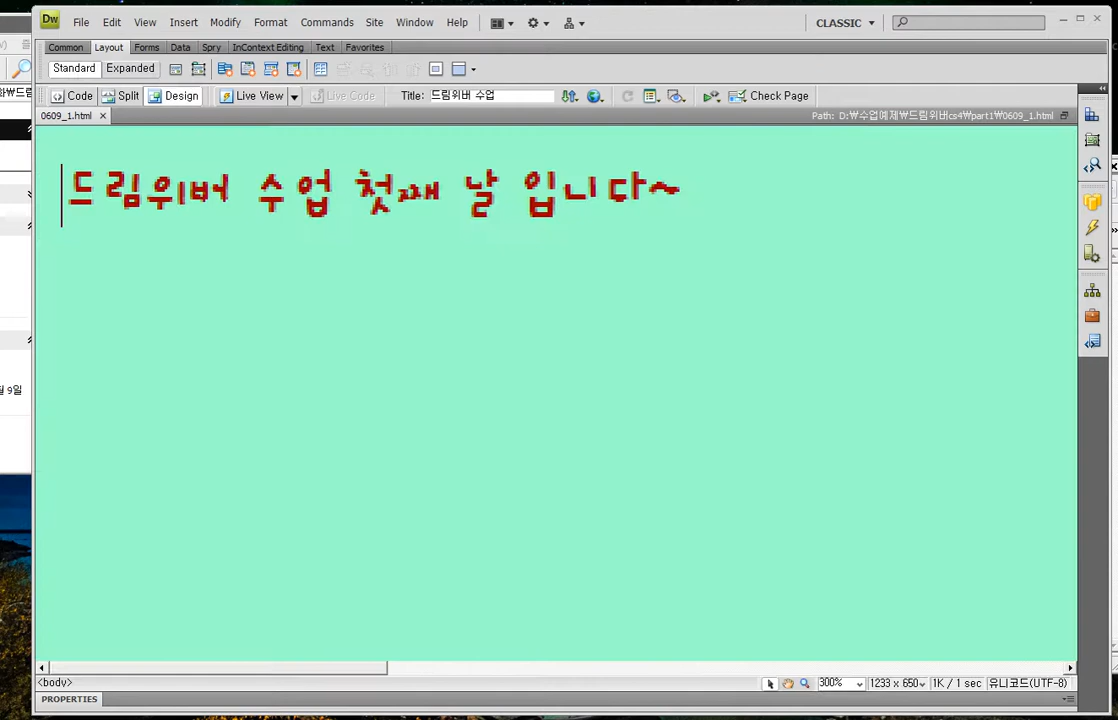 Dw File Edit View Insert Modify Format Commands Site Window Help CLASSIC
Common Layout Forms Data Spry InContext Editing Text Favorites
Standard Expanded
Code Split Design Live View Live Code Title: 드림위버 수업 Check Page
0609_1.html Path: D:\수업예제\드림위버cs4\part1\0609_1.html
드림위버 수업 첫째 날 입니다~
월 9일
<body> 300% 1233 x 650 1K / 1 sec 유니코드(UTF-8)
PROPERTIES